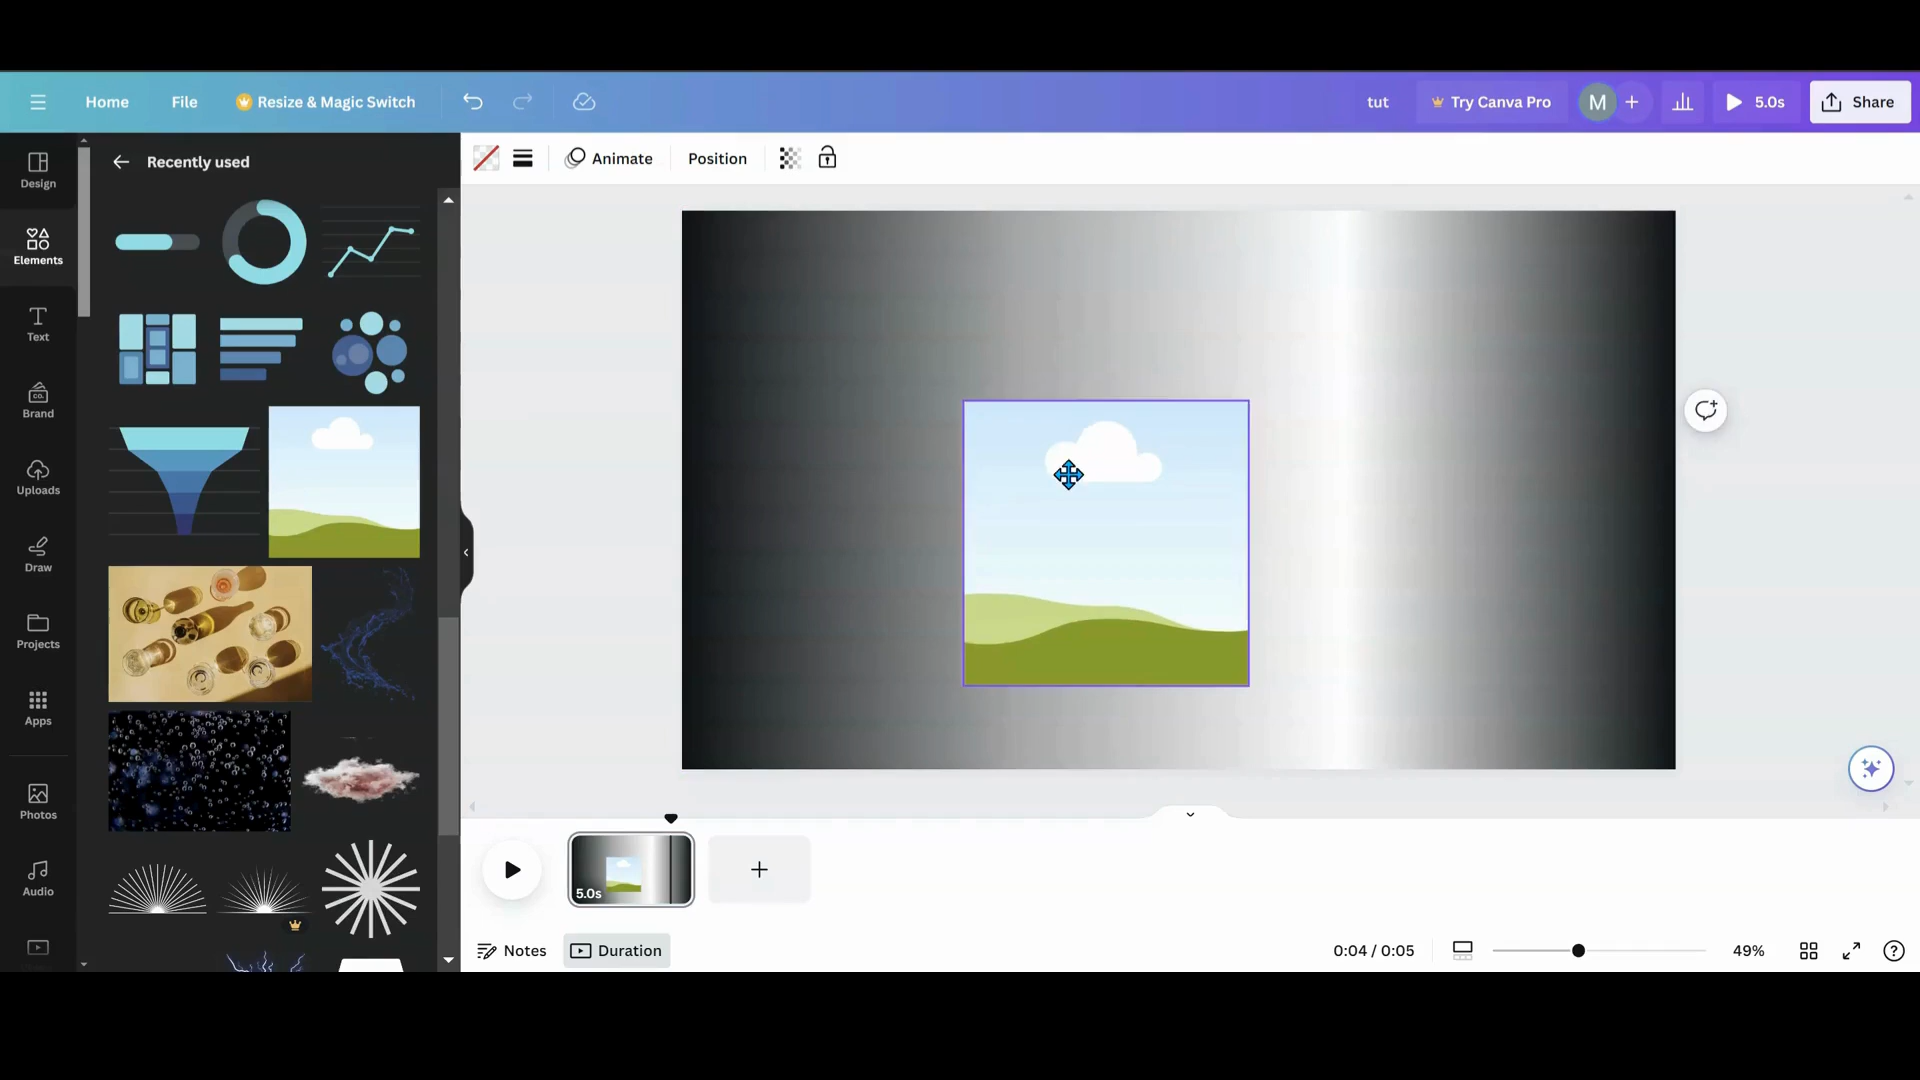 Home
File
Resize & Magic Switch
tut
Try Canva Pro
M
+
5.0s
Share
Design
Elements
Text
Brand
Uploads
Draw
Projects
Apps
Photos
Audio
Recently used
Animate
Position
5.0s
+
Notes
Duration
0:04 / 0:05
49%
?